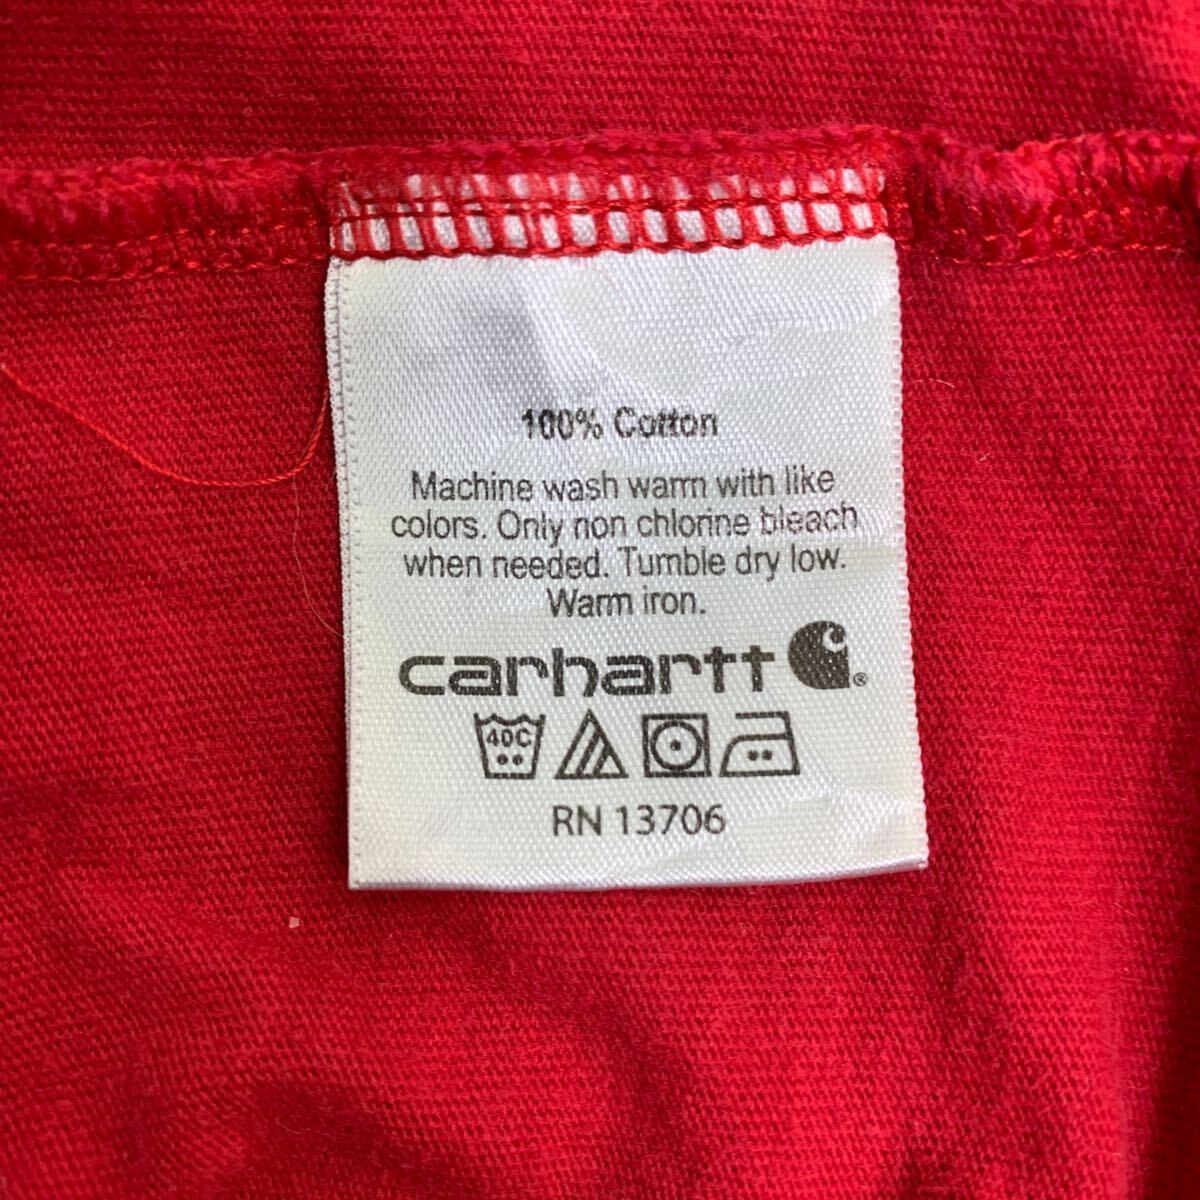 100% Cotton
Machine wash warm with like
colors. Only non chlorine bleach
when needed. Tumble dry low.
Warm iron.
carhartt ®
40C
RN 13706